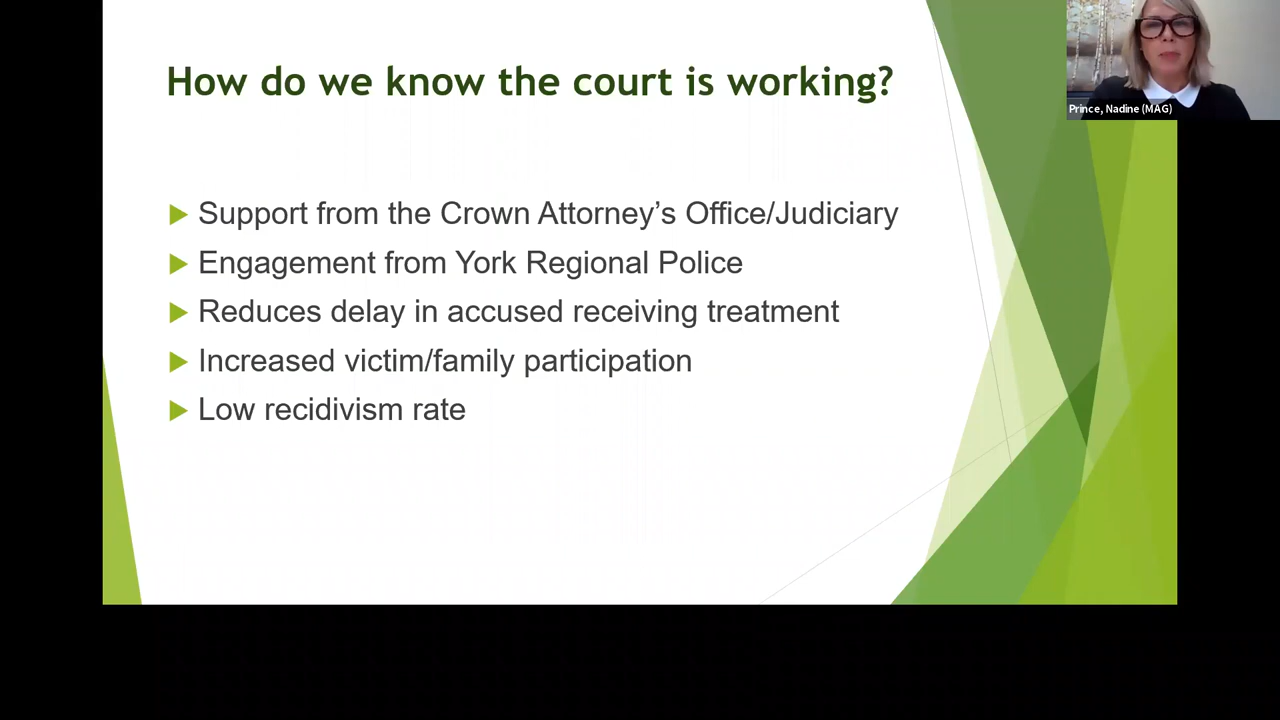 How do we know the court is working?
Prince, Nadine (MAG)
Support from the Crown Attorney’s Office/Judiciary
Engagement from York Regional Police
Reduces delay in accused receiving treatment
Increased victim/family participation
Low recidivism rate